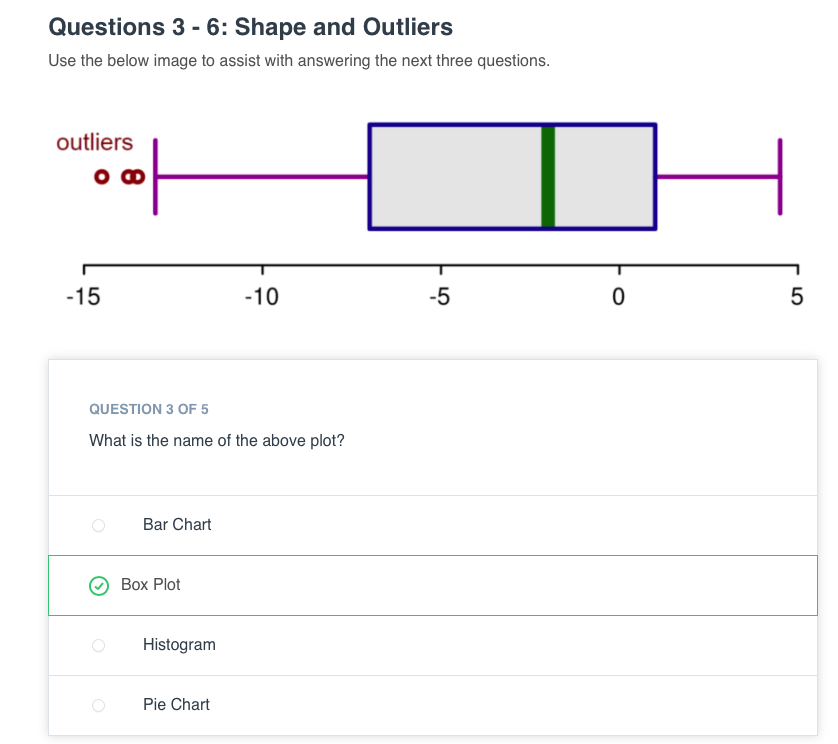 Questions 3 - 6: Shape and Outliers
Use the below image to assist with answering the next three questions.
outliers
-15 -10 -5 0 5
QUESTION 3 OF 5
What is the name of the above plot?
Bar Chart
Box Plot
Histogram
Pie Chart